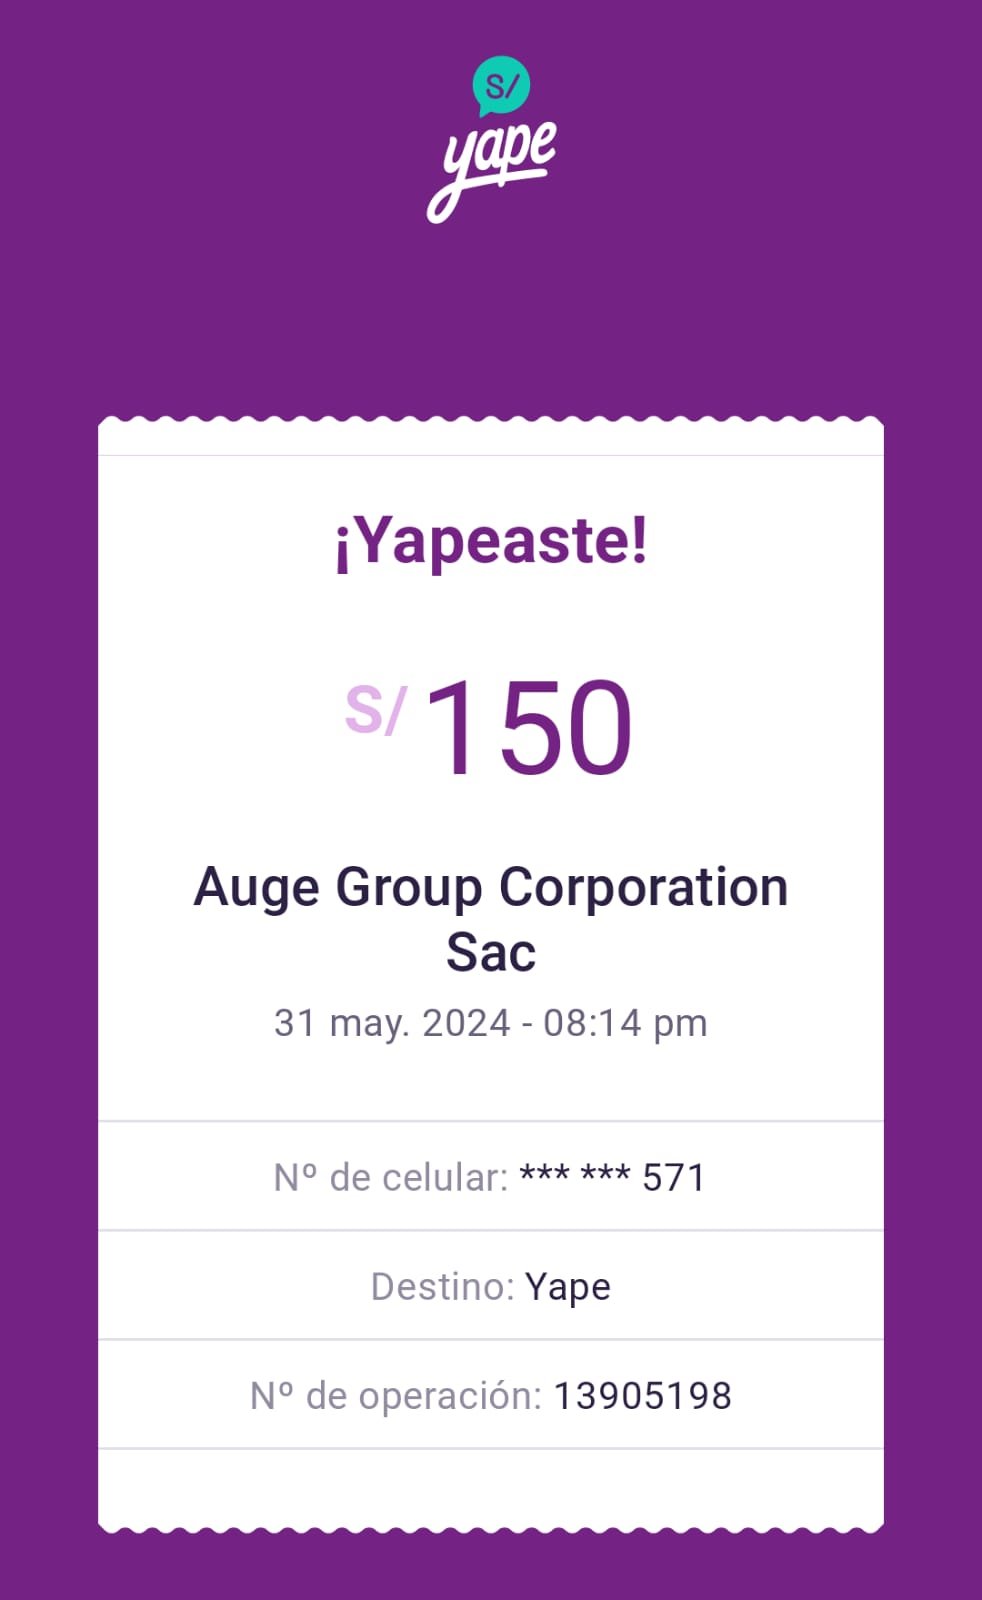 S/
yape
¡Yapeaste!
S/ 150
Auge Group Corporation
Sac
31 may. 2024 - 08:14 pm
Nº de celular: *** *** 571
Destino: Yape
Nº de operación: 13905198